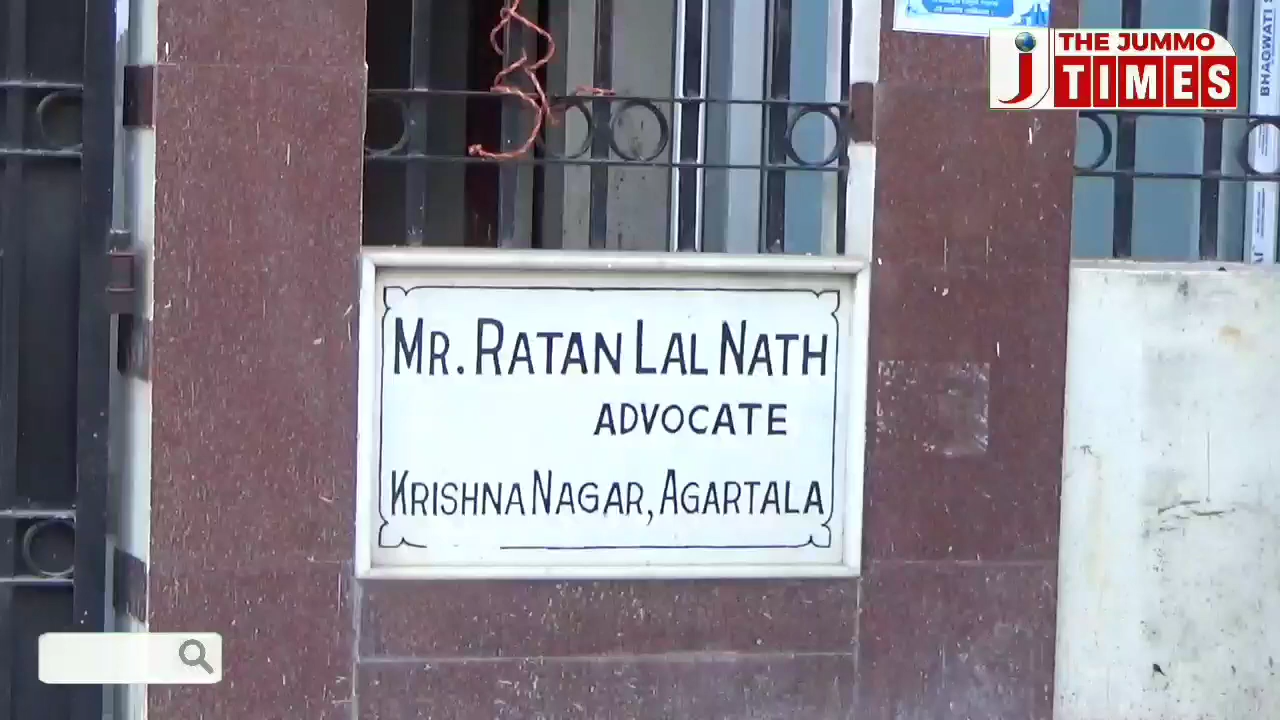 THE JUMMO
TIMES
BHAGWATI
MR. RATAN LAL NATH
ADVOCATE
KRISHNA NAGAR, AGARTALA